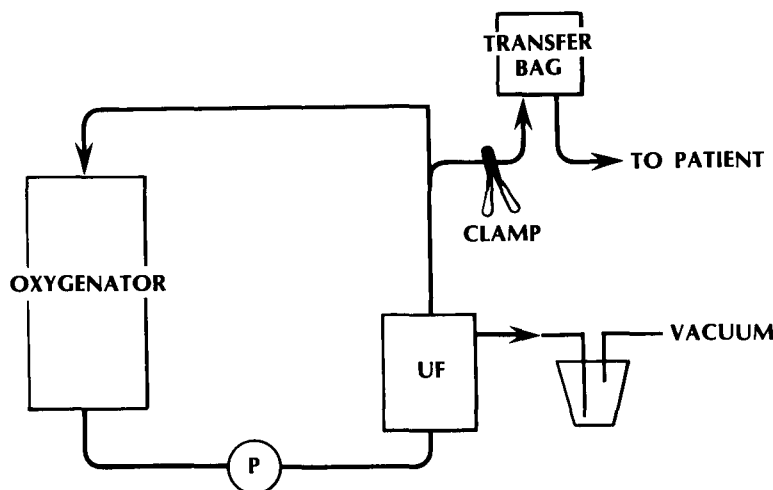 TRANSFER
BAG
TO PATIENT
CLAMP
OXYGENATOR
VACUUM
UF
P